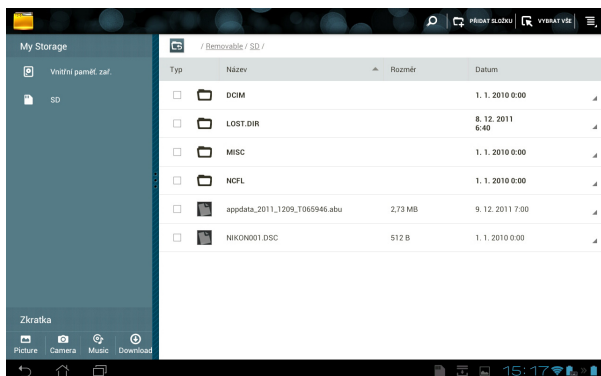 PŘIDAT SLOŽKU VYBRAT VŠE
My Storage
/ Removable / SD /
Vnitřní paměť. zař.
SD
Typ Název Rozměr Datum
DCIM 1. 1. 2010 0:00
LOST.DIR 8. 12. 2011
6:40
MISC 1. 1. 2010 0:00
NCFL 1. 1. 2010 0:00
appdata_2011_1209_T065946.abu 2,73 MB 9. 12. 2011 7:00
NIKON001.DSC 512 B 1. 1. 2010 0:00
Zkratka
Picture Camera Music Download
15:17